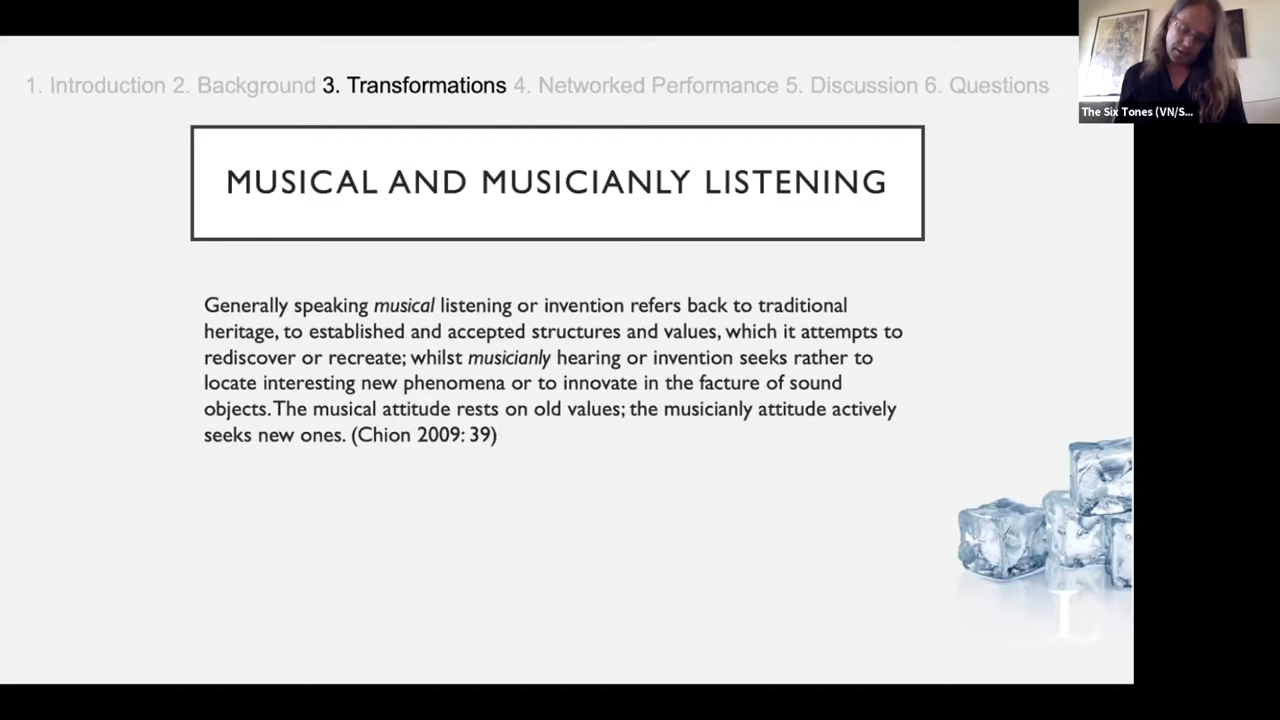 1. Introduction 2. Background 3. Transformations 4. Networked Performance 5. Discussion 6. Questions
The Six Tones (VN/S...
MUSICAL AND MUSICIANLY LISTENING
Generally speaking musical listening or invention refers back to traditional
heritage, to established and accepted structures and values, which it attempts to
rediscover or recreate; whilst musicianly hearing or invention seeks rather to
locate interesting new phenomena or to innovate in the facture of sound
objects. The musical attitude rests on old values; the musicianly attitude actively
seeks new ones. (Chion 2009: 39)
L